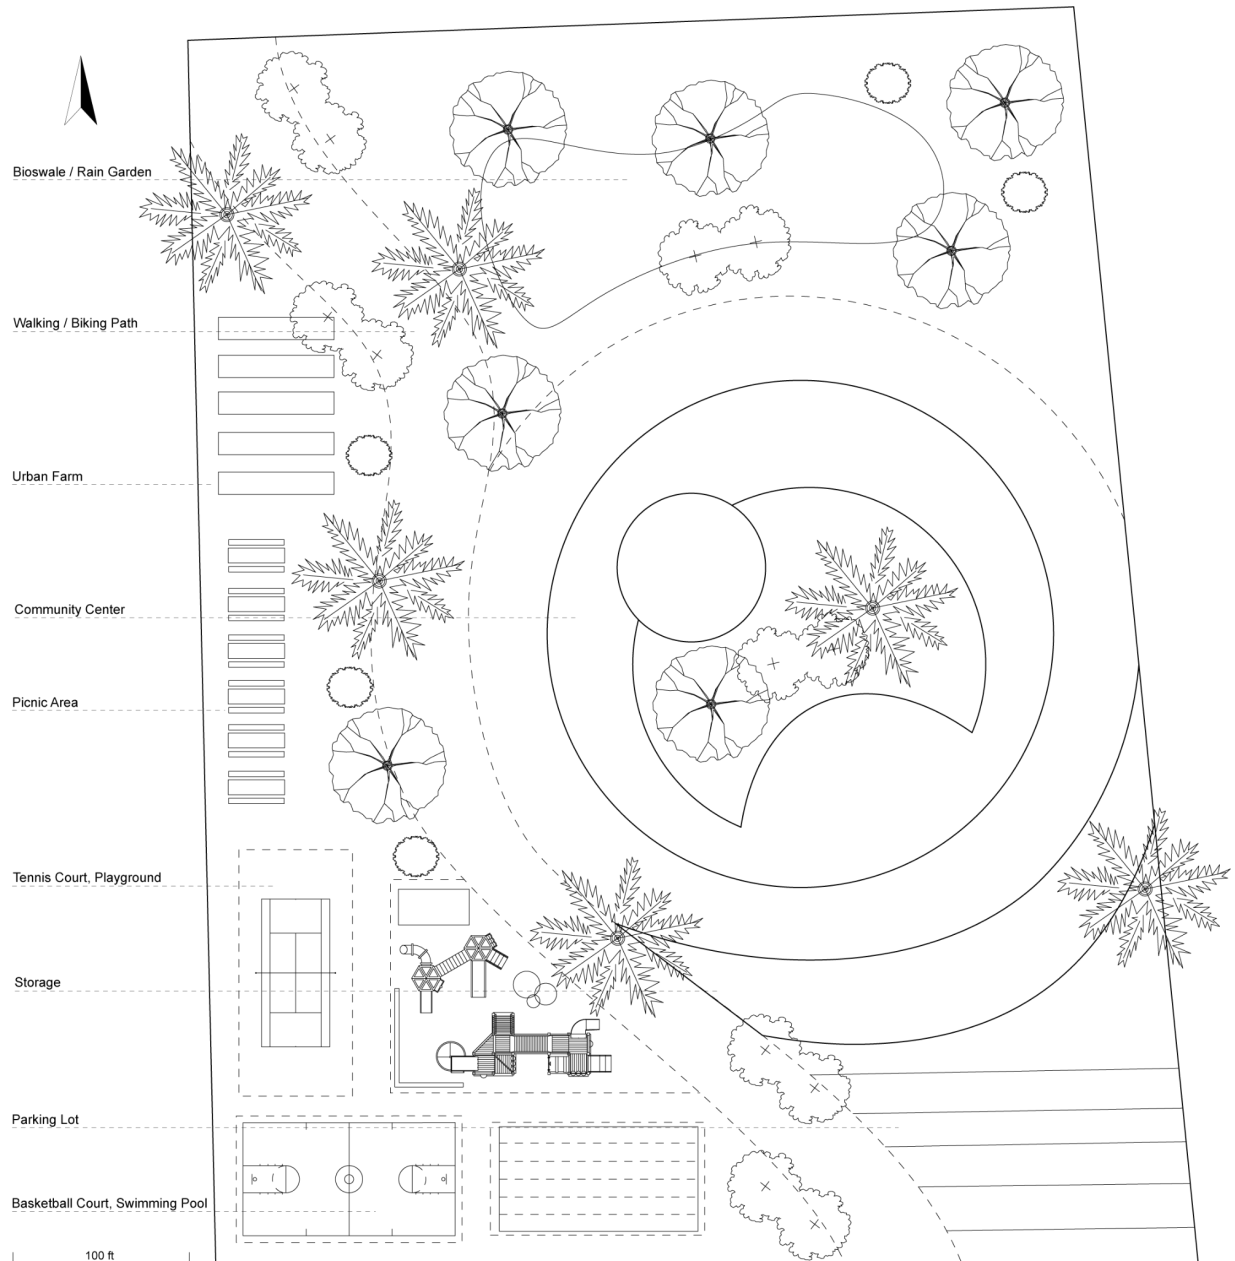 Bioswale / Rain Garden
Walking / Biking Path
Urban Farm
Community Center
Picnic Area
Tennis Court, Playground
Storage
Parking Lot
Basketball Court, Swimming Pool
100 ft